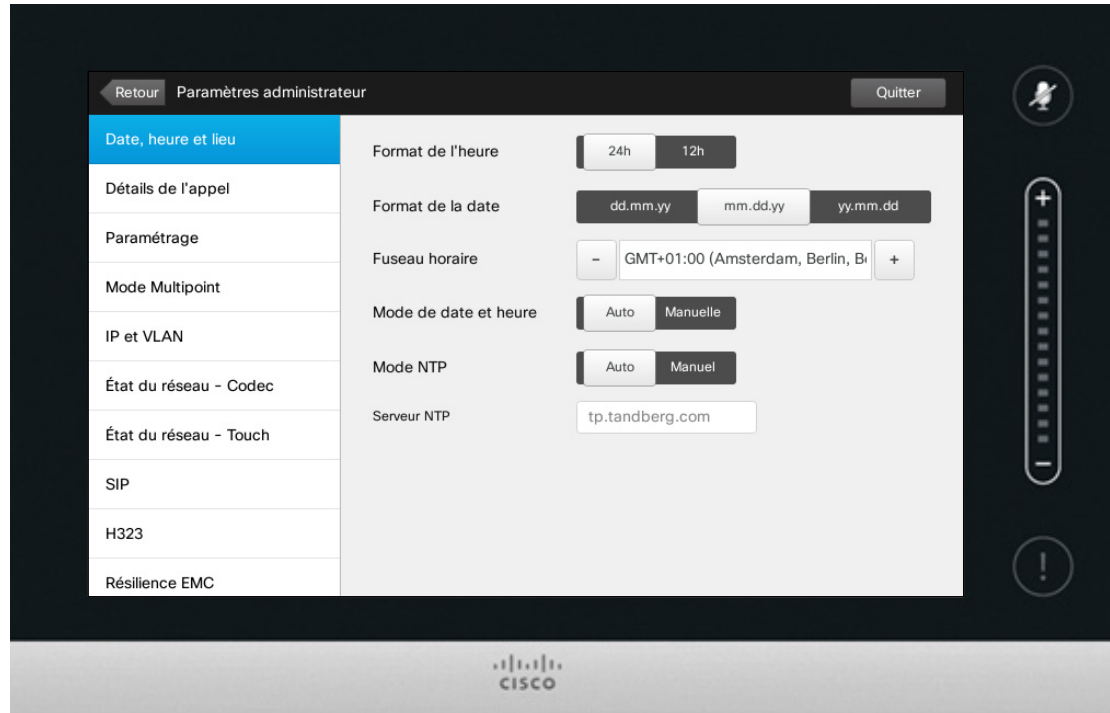 Retour Paramètres administrateur Quitter
Date, heure et lieu
Détails de l'appel
Paramétrage
Mode Multipoint
IP et VLAN
État du réseau - Codec
État du réseau - Touch
SIP
H323
Résilience EMC
Format de l'heure 24h 12h
Format de la date dd.mm.yy mm.dd.yy yy.mm.dd
Fuseau horaire - GMT+01:00 (Amsterdam, Berlin, +
Mode de date et heure Auto Manuelle
Mode NTP Auto Manuel
Serveur NTP tp.tandberg.com
+
-
!
CISCO